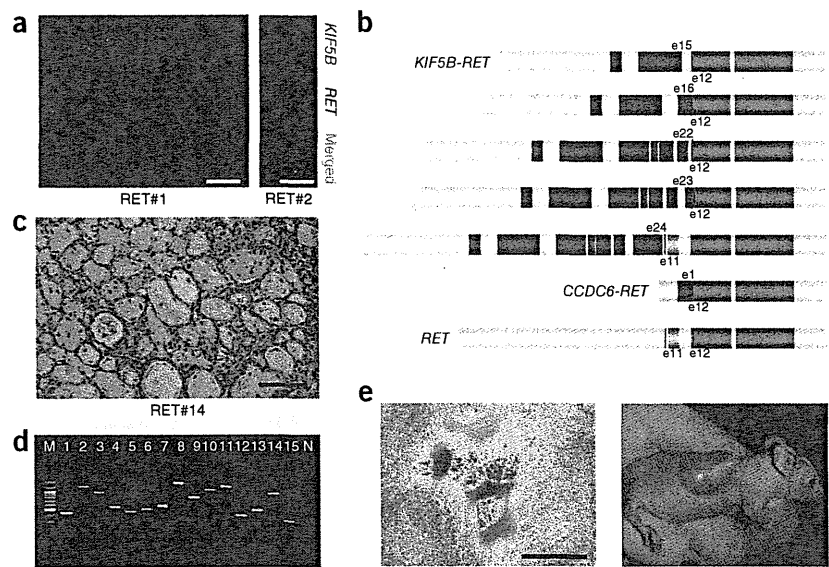 a
KIF5B RET Merged
RET#1 RET#2
b
KIF5B-RET
e15
e12
e16
e12
e22
e12
e23
e12
e24
e11
CCDC6-RET
e1
e12
RET
e11 e12
c
RET#14
d
M 1 2 3 4 5 6 7 8 9 10 11 12 13 14 15 N
e